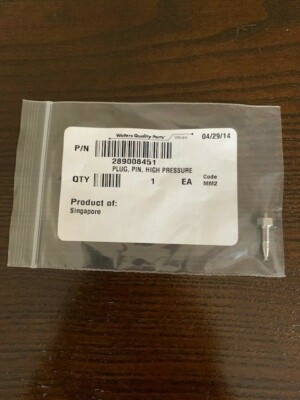 Waters Quality Parts
04/29/14
P/N
289008451
PLUG, PIN, HIGH PRESSURE
QTY 1 EA Code
MM2
Product of:
Singapore